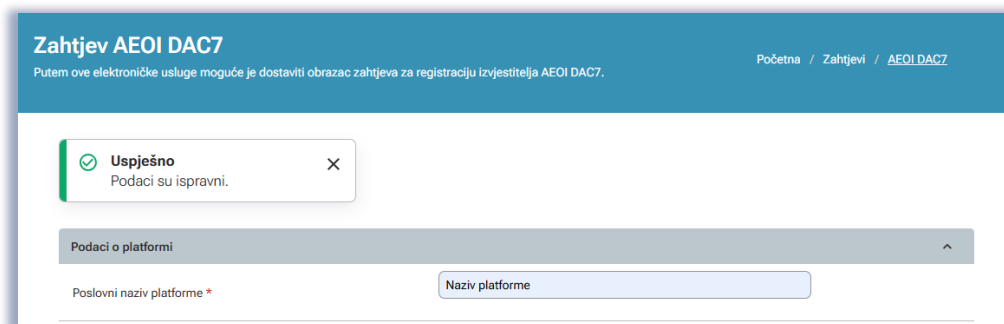 Zahtjev AEOI DAC7
Putem ove elektroničke usluge moguće je dostaviti obrazac zahtjeva za registraciju izvjestitelja AEOI DAC7.
Početna / Zahtjevi / AEOI DAC7
Uspješno
Podaci su ispravni.
Podaci o platformi
Poslovni naziv platforme *
Naziv platforme